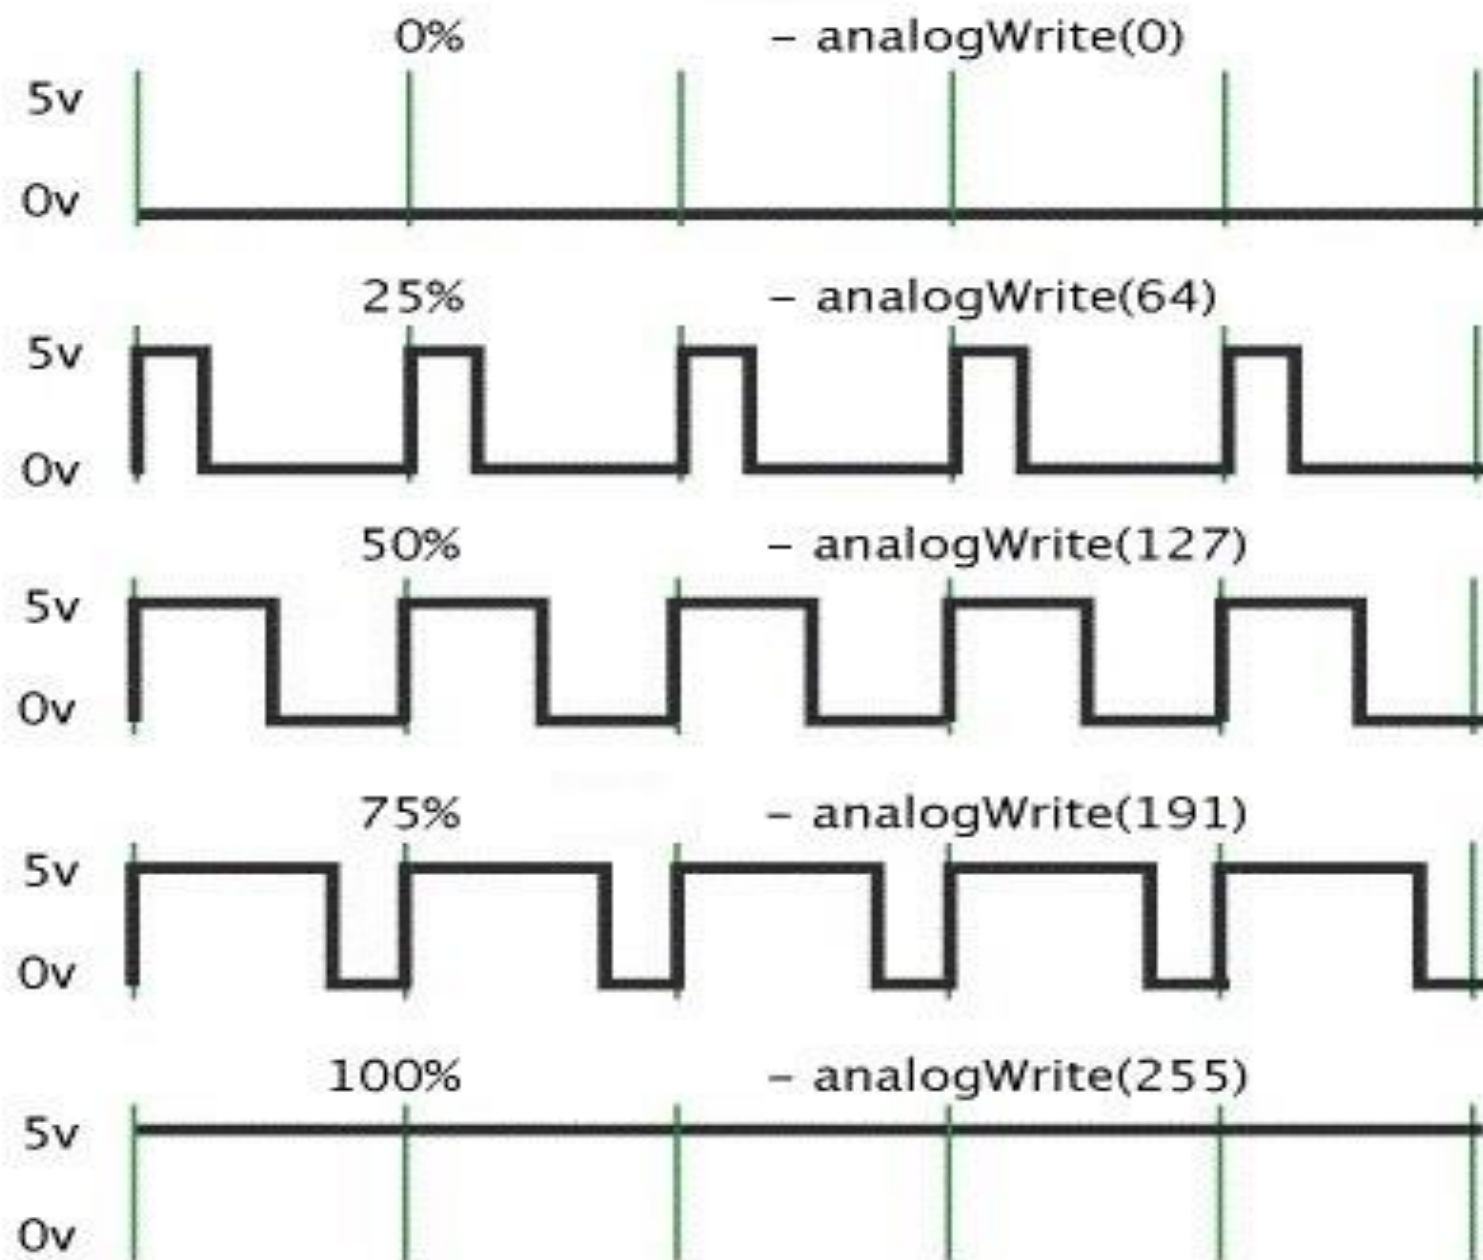 0% – analogWrite(0)
5v
0v
25% – analogWrite(64)
5v
0v
50% – analogWrite(127)
5v
0v
75% – analogWrite(191)
5v
0v
100% – analogWrite(255)
5v
0v